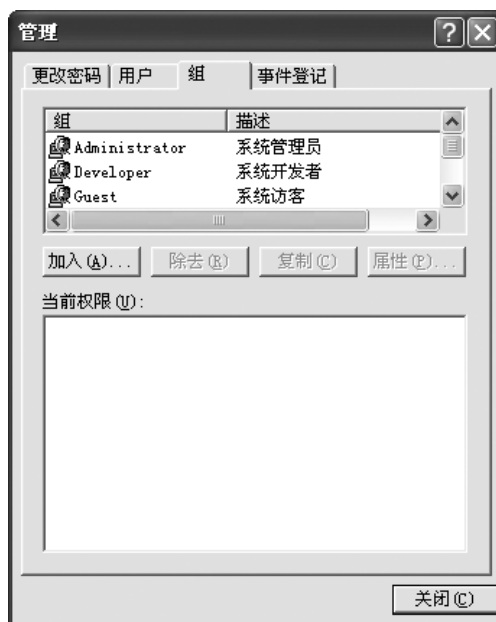 管理
更改密码 用户 组 事件登记
组 描述
Administrator 系统管理员
Developer 系统开发者
Guest 系统访客
加入(A)... 除去(R) 复制(C) 属性(P)...
当前权限(U):
关闭(C)